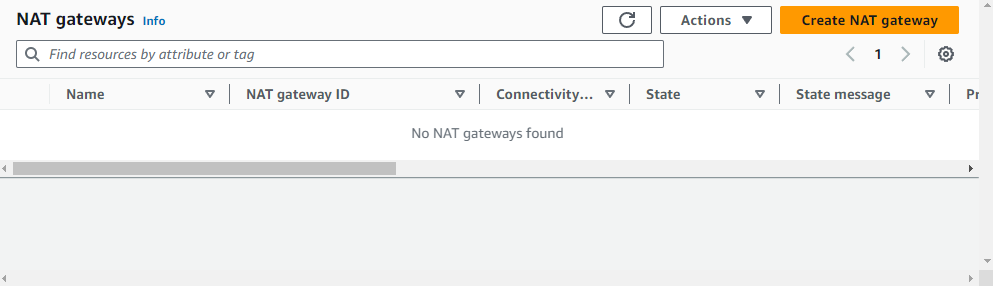 NAT gateways Info
Actions
Create NAT gateway
Find resources by attribute or tag
1
Name NAT gateway ID Connectivity... State State message Pr
No NAT gateways found